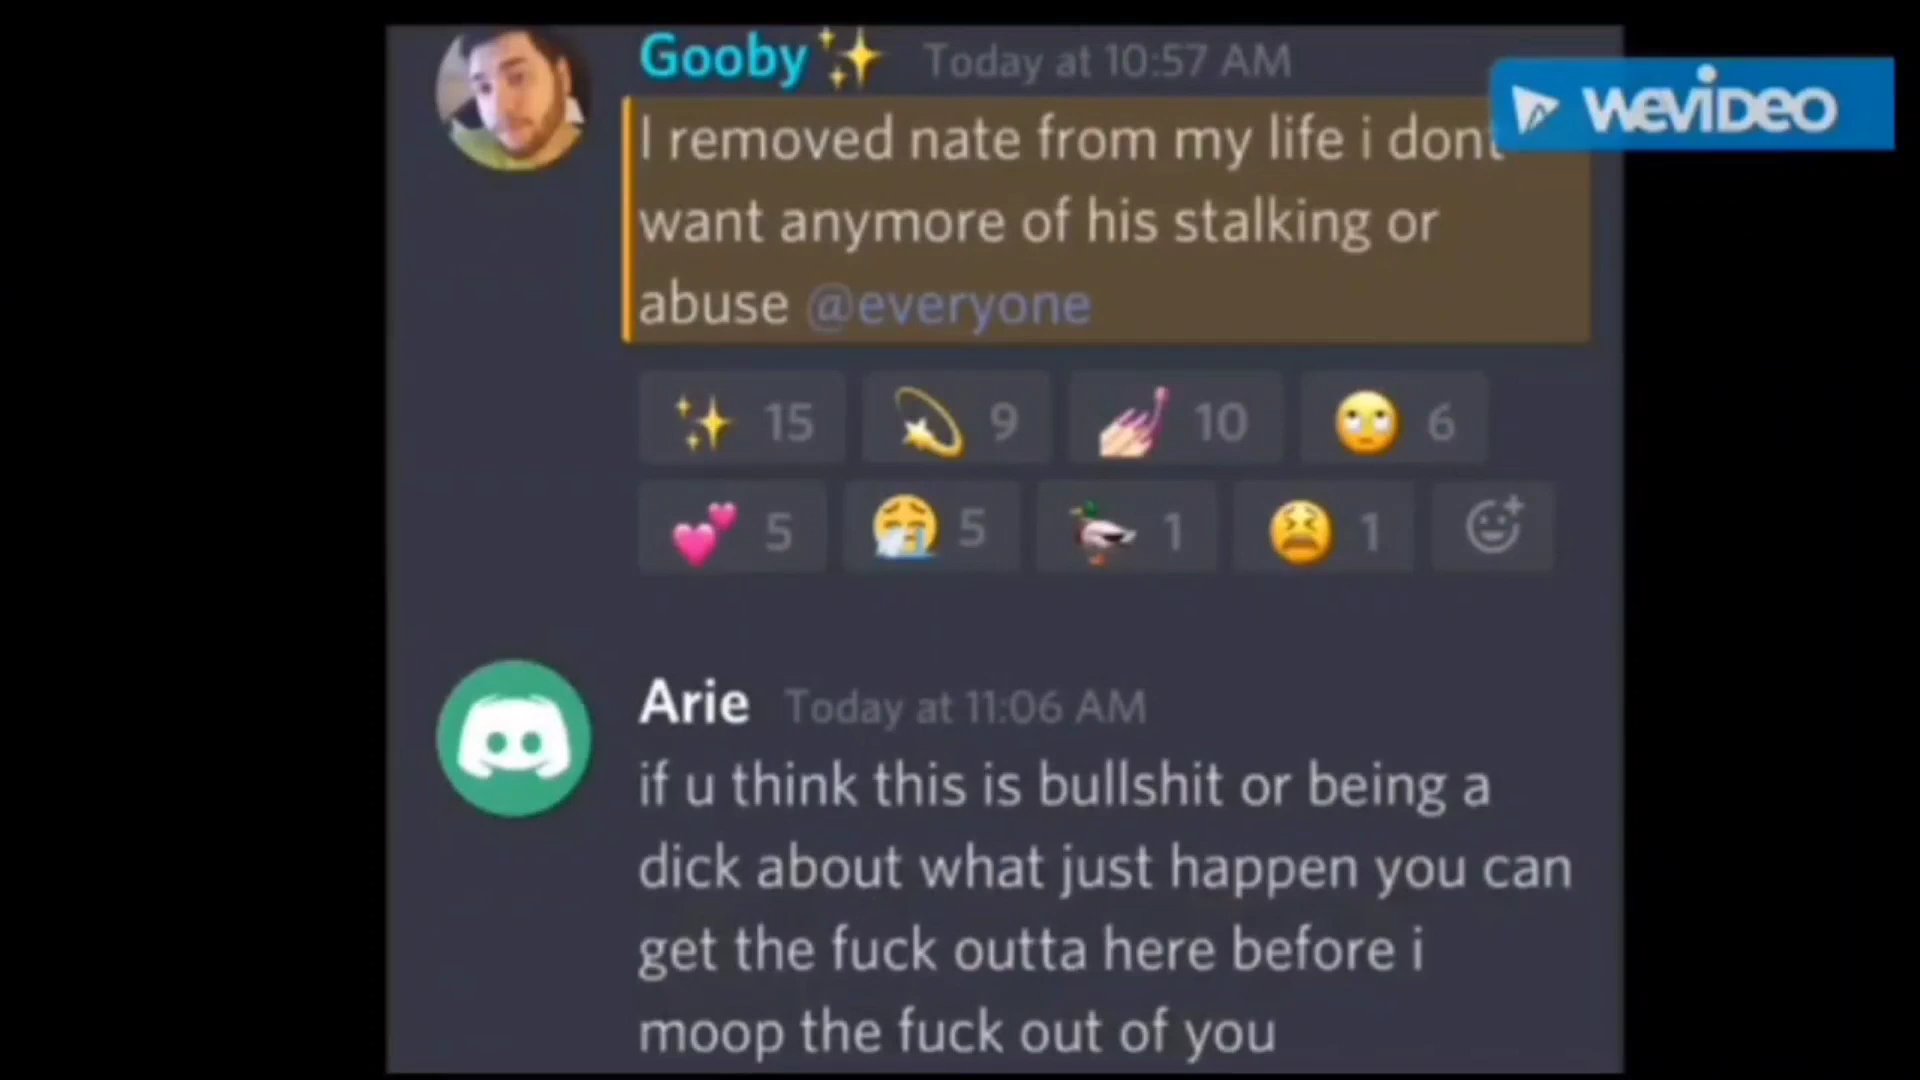 Gooby✨ Today at 10:57 AM
WEVIDEO
I removed nate from my life i dont
want anymore of his stalking or
abuse @everyone
✨ 15 💫 9 💅🏻 10 🙄 6
💕 5 😮‍💨 5 🦆 1 😫 1
Arie Today at 11:06 AM
if u think this is bullshit or being a
dick about what just happen you can
get the fuck outta here before i
moop the fuck out of you